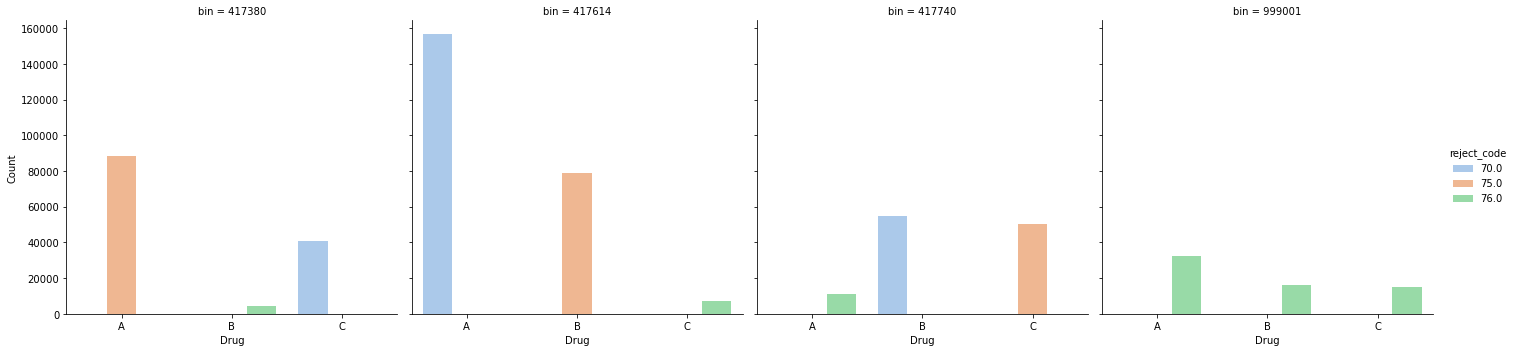 bin = 417380
bin = 417614
bin = 417740
bin = 999001
160000
140000
120000
100000
80000
60000
40000
20000
0
Count
A B C
A B C
A B C
A B C
Drug
Drug
Drug
Drug
reject_code
70.0
75.0
76.0